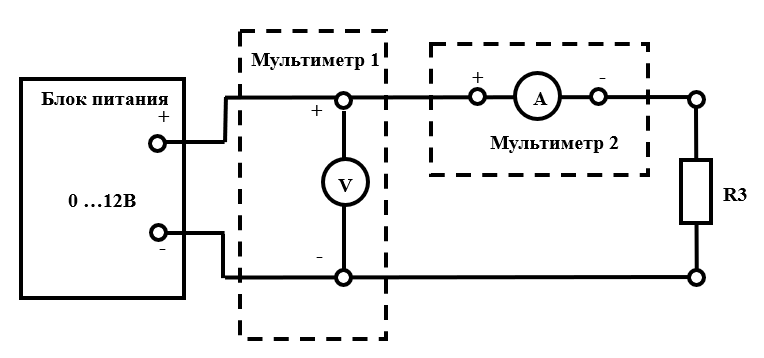 Мультиметр 1
Блок питания
+
0 ...12В
-
+
V
-
+
A
-
Мультиметр 2
R3